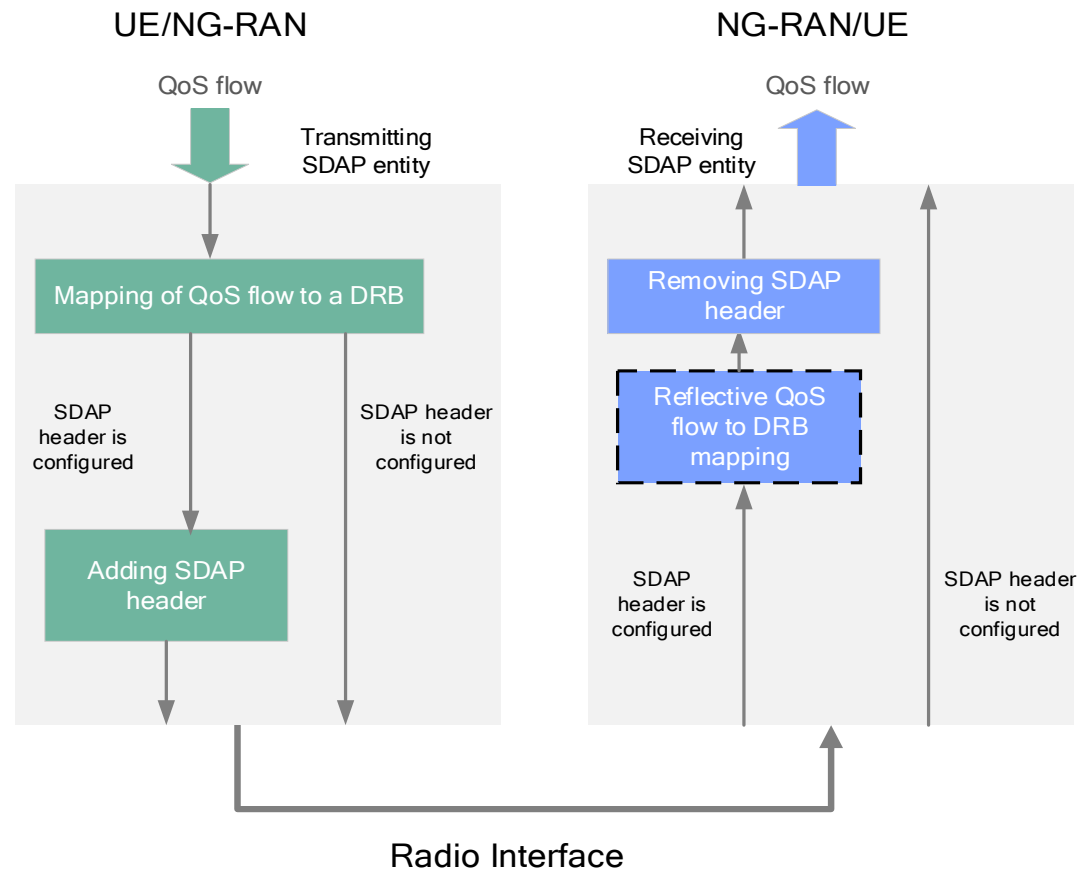 UE/NG-RAN
QoS flow
Transmitting
SDAP entity
Mapping of QoS flow to a DRB
SDAP
header is
configured
SDAP header
is not
configured
Adding SDAP
header
NG-RAN/UE
QoS flow
Receiving
SDAP entity
Removing SDAP
header
Reflective QoS
flow to DRB
mapping
SDAP
header is
configured
SDAP header
is not
configured
Radio Interface